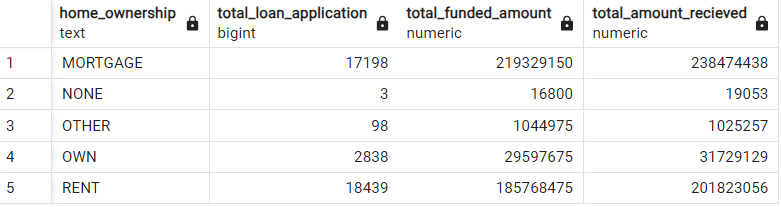 home_ownership total_loan_application total_funded_amount total_amount_recieved
text bigint numeric numeric
1 MORTGAGE 17198 219329150 238474438
2 NONE 3 16800 19053
3 OTHER 98 1044975 1025257
4 OWN 2838 29597675 31729129
5 RENT 18439 185768475 201823056